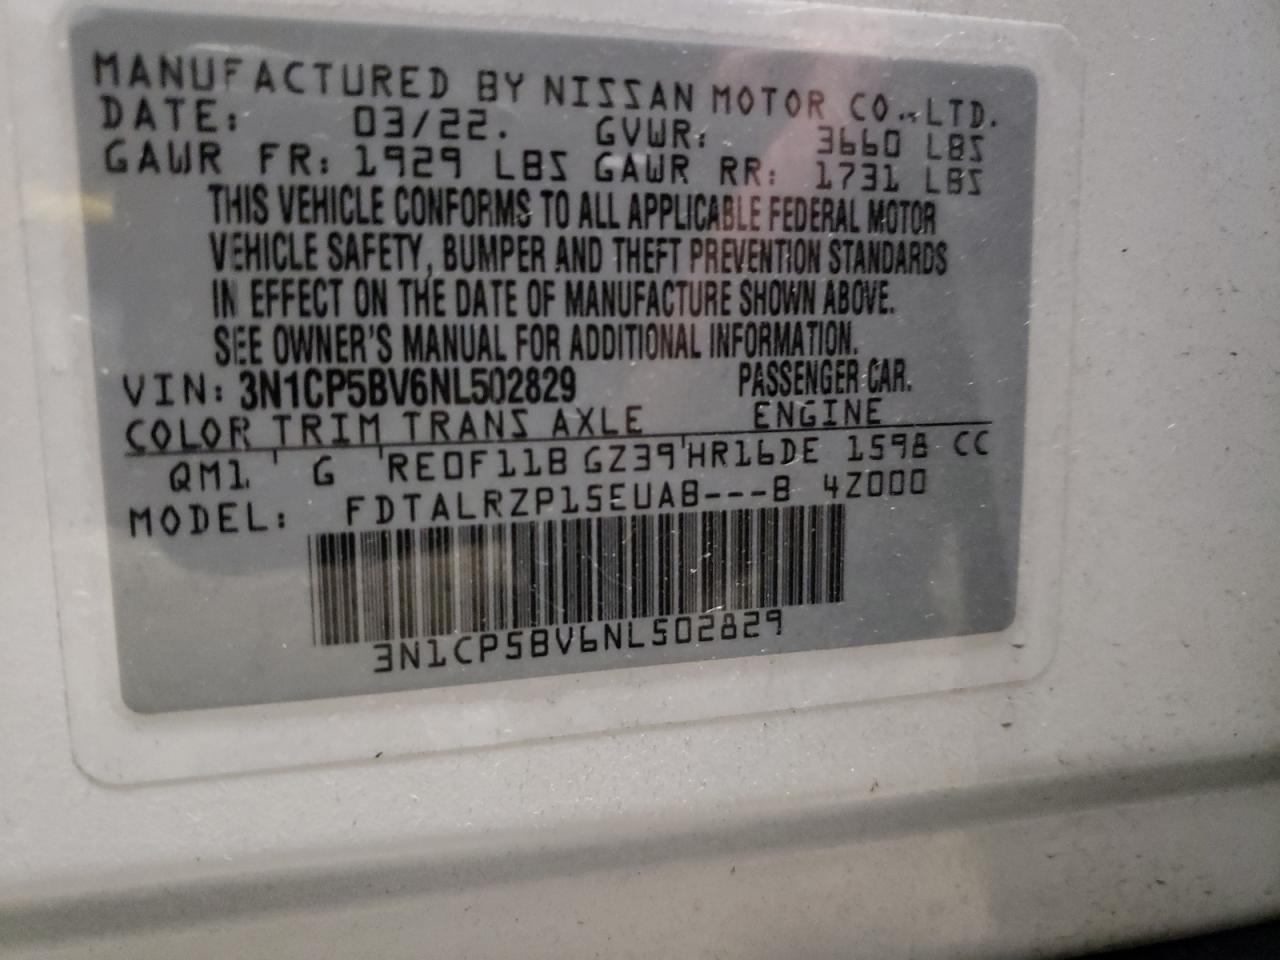 MANUFACTURED BY NISSAN MOTOR CO.,LTD.
DATE: 03/22. GVWR: 3660 LBS
GAWR FR: 1929 LBS GAWR RR: 1731 LBS
THIS VEHICLE CONFORMS TO ALL APPLICABLE FEDERAL MOTOR
VEHICLE SAFETY, BUMPER AND THEFT PREVENTION STANDARDS
IN EFFECT ON THE DATE OF MANUFACTURE SHOWN ABOVE.
SEE OWNER'S MANUAL FOR ADDITIONAL INFORMATION.
VIN: 3N1CP5BV6NL502829 PASSENGER CAR.
COLOR TRIM TRANS AXLE ENGINE
QM1 G RE0F11B GZ39 HR16DE 1598 CC
MODEL: FDTALRZP15EUAB---B 4Z000
3N1CP5BV6NL502829